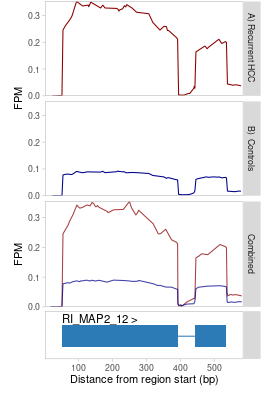 0.3
0.2
0.1
0.0
A) Recurrent HCC
0.3
0.2
0.1
0.0
B) Controls
FPM
0.3
0.2
0.1
0.0
Combined
FPM
RI_MAP2_12 >
100 200 300 400 500
Distance from region start (bp)